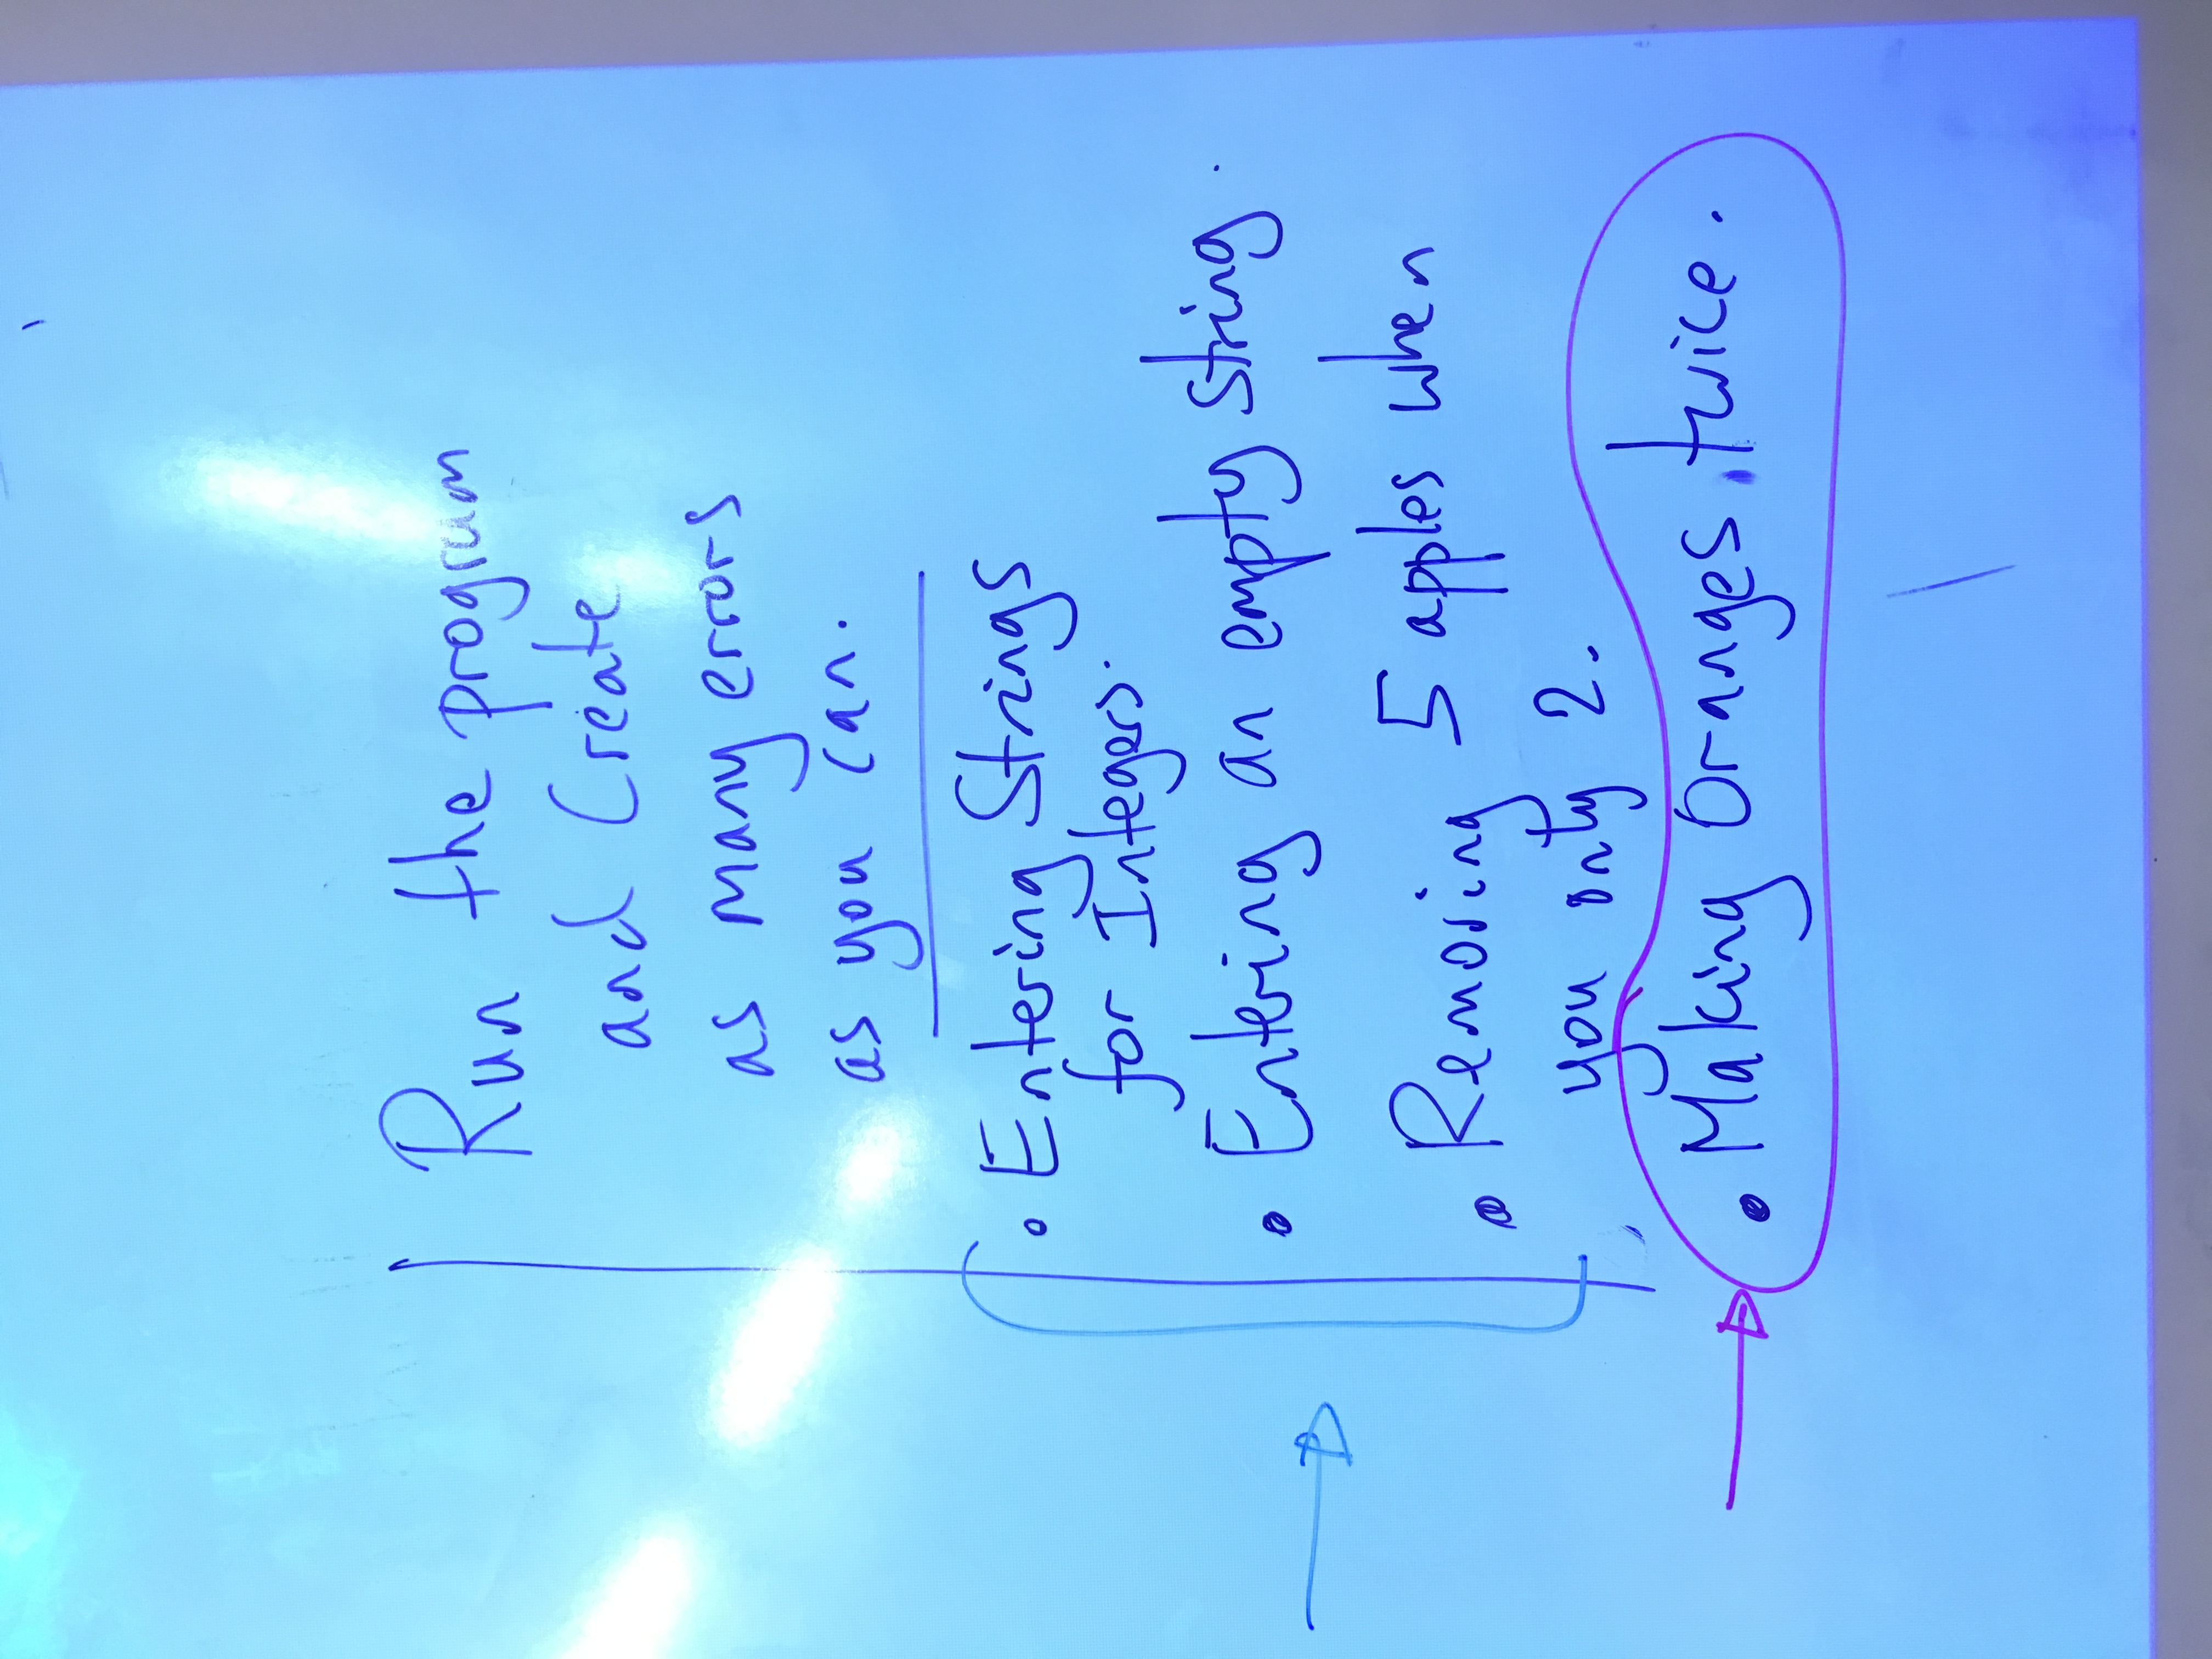 Run the program
and Create
as many errors
as you can.
• Entering Strings
for Integers.
• Entering an empty string.
• Removing 5 apples when
you only 2.
• Making Oranges twice.